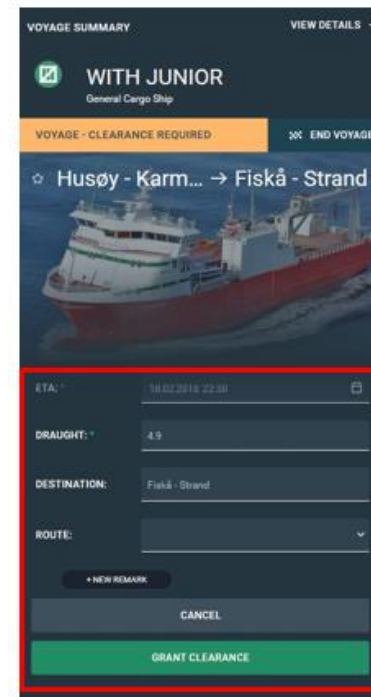 VOYAGE SUMMARY VIEW DETAILS
WITH JUNIOR
General Cargo Ship
VOYAGE - CLEARANCE REQUIRED END VOYAGE
Husøy - Karm... → Fiskå - Strand
ETA: * 18.02.2018 22:30
DRAUGHT: * 4.9
DESTINATION: Fiskå - Strand
ROUTE:
+ NEW REMARK
CANCEL
GRANT CLEARANCE